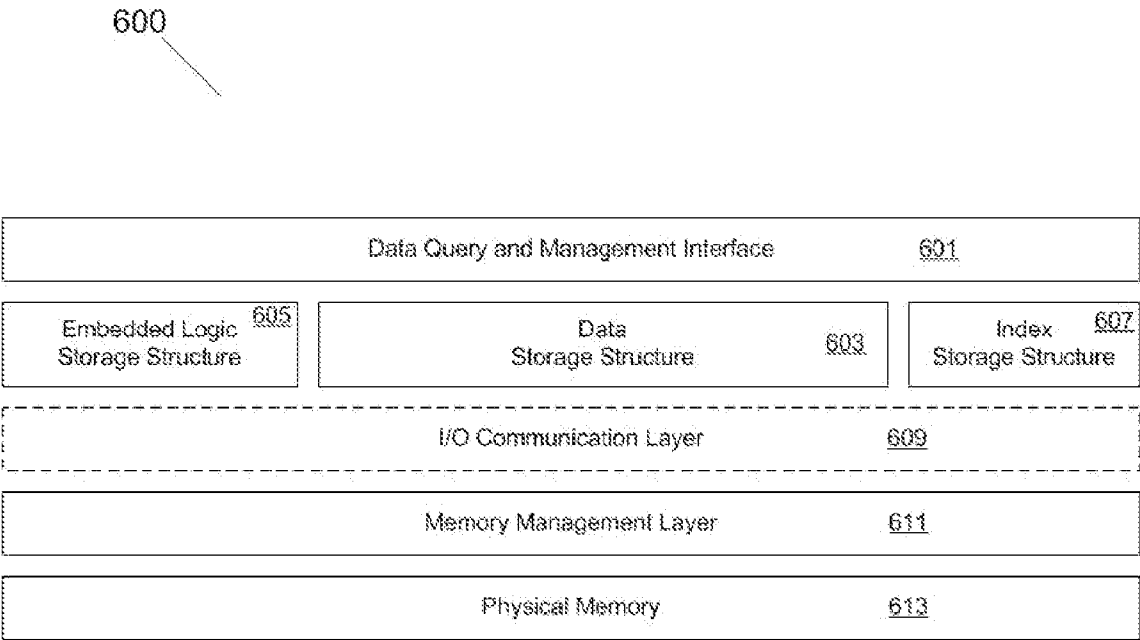 600
Data Query and Management Interface 601
Embedded Logic 605
Storage Structure
Data
Storage Structure 603
Index 607
Storage Structure
I/O Communication Layer 609
Memory Management Layer 611
Physical Memory 613